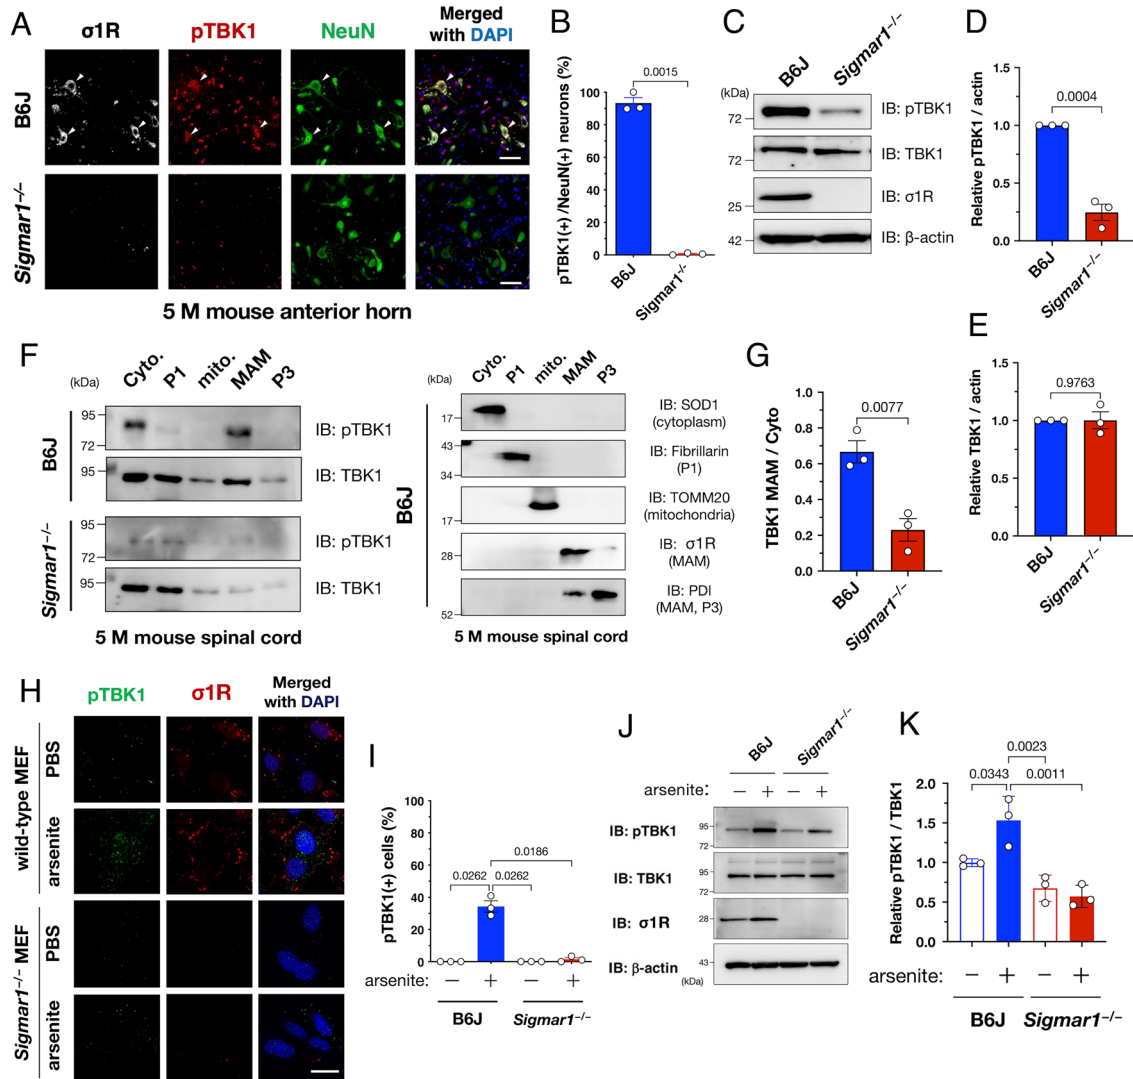 A
σ1R
pTBK1
NeuN
Merged
with DAPI
B6J
Sigmar1−/−
5 M mouse anterior horn
B
pTBK1(+) /NeuN(+) neurons (%)
0.0015
100
80
60
40
20
0
B6J
Sigmar1−/−
C
B6J
Sigmar1−/−
(kDa)
72
IB: pTBK1
72
IB: TBK1
25
IB: σ1R
42
IB: β-actin
D
Relative pTBK1 / actin
0.0004
1.5
1.0
0.5
0.0
B6J
Sigmar1−/−
E
Relative TBK1 / actin
0.9763
1.5
1.0
0.5
0.0
B6J
Sigmar1−/−
F
(kDa)
Cyto.
P1
mito.
MAM
P3
B6J
95
72
IB: pTBK1
95
IB: TBK1
Sigmar1−/−
95
72
IB: pTBK1
95
IB: TBK1
5 M mouse spinal cord
(kDa)
Cyto.
P1
mito.
MAM
P3
B6J
17
IB: SOD1
(cytoplasm)
43
34
IB: Fibrillarin
(P1)
17
IB: TOMM20
(mitochondria)
28
IB: σ1R
(MAM)
52
IB: PDI
(MAM, P3)
5 M mouse spinal cord
G
TBK1 MAM / Cyto
0.0077
0.8
0.6
0.4
0.2
0.0
B6J
Sigmar1−/−
H
pTBK1
σ1R
Merged
with DAPI
wild-type MEF
PBS
arsenite
Sigmar1−/− MEF
PBS
arsenite
I
pTBK1(+) cells (%)
100
80
60
40
20
0
0.0186
0.0262
0.0262
arsenite:
−
+
−
+
B6J
Sigmar1−/−
J
B6J
Sigmar1−/−
arsenite:
−
+
−
+
IB: pTBK1
95
72
IB: TBK1
95
72
IB: σ1R
28
IB: β-actin
43
(kDa)
K
Relative pTBK1 / TBK1
0.0023
0.0343
0.0011
2.0
1.5
1.0
0.5
0.0
arsenite:
−
+
−
+
B6J
Sigmar1−/−